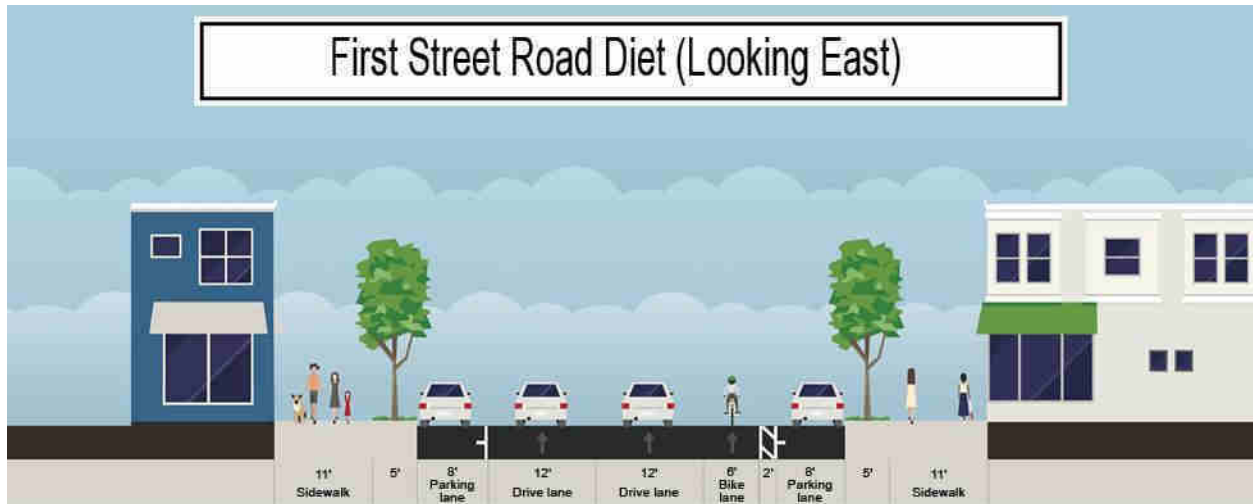 First Street Road Diet (Looking East)
11' 5' 8' 12' 12' 6' 2' 8' 5' 11'
Sidewalk Parking lane Drive lane Drive lane Bike lane Parking lane Sidewalk